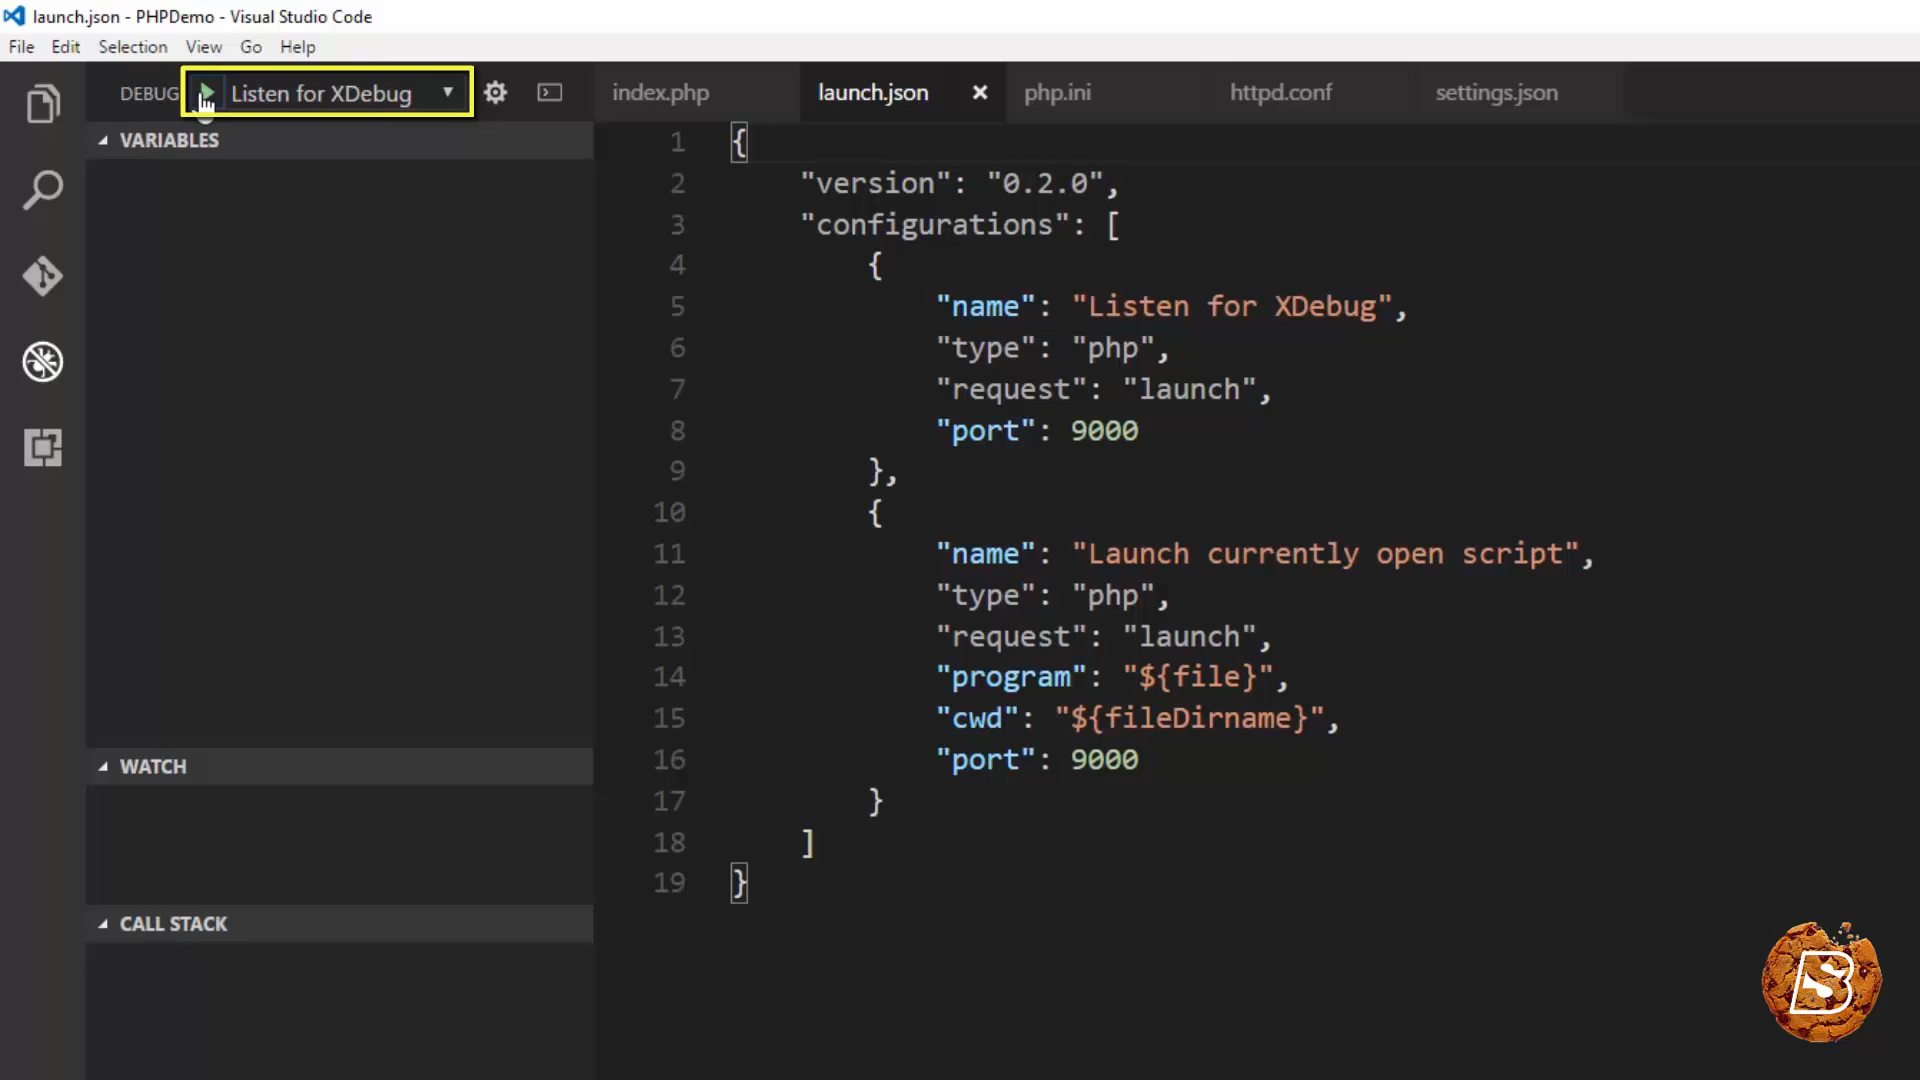 launch.json - PHPDemo - Visual Studio Code
File Edit Selection View Go Help
DEBUG Listen for XDebug index.php launch.json php.ini httpd.conf settings.json
VARIABLES
1 {
2 "version": "0.2.0",
3 "configurations": [
4 {
5 "name": "Listen for XDebug",
6 "type": "php",
7 "request": "launch",
8 "port": 9000
9 },
10 {
11 "name": "Launch currently open script",
12 "type": "php",
13 "request": "launch",
14 "program": "${file}",
15 "cwd": "${fileDirname}",
16 "port": 9000
17 }
18 ]
19 }
WATCH
CALL STACK